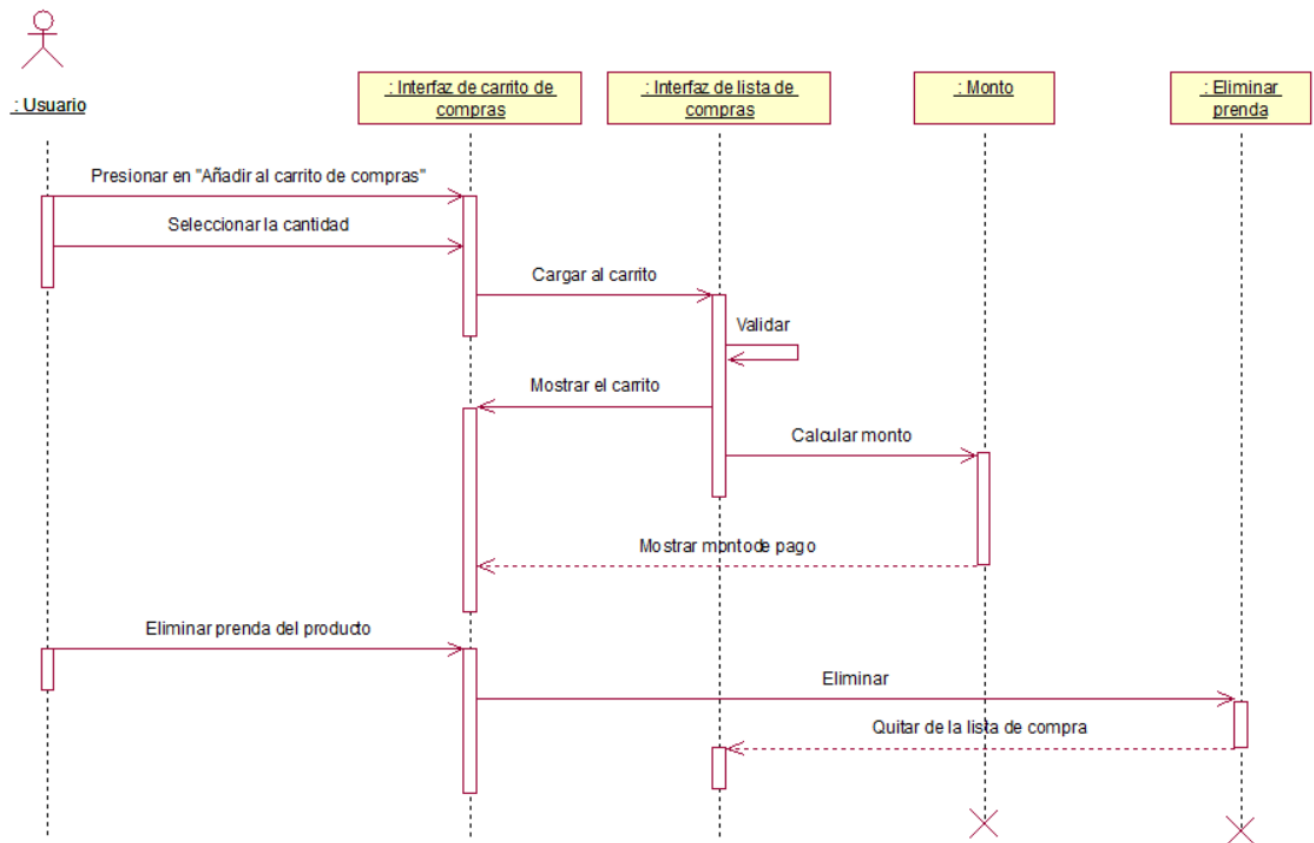 : Usuario
: Interfaz de carrito de
compras
: Interfaz de lista de
compras
: Monto
: Eliminar
prenda
Presionar en "Añadir al carrito de compras"
Seleccionar la cantidad
Cargar al carrito
Validar
Mostrar el carrito
Calcular monto
Mostrar monto de pago
Eliminar prenda del producto
Eliminar
Quitar de la lista de compra